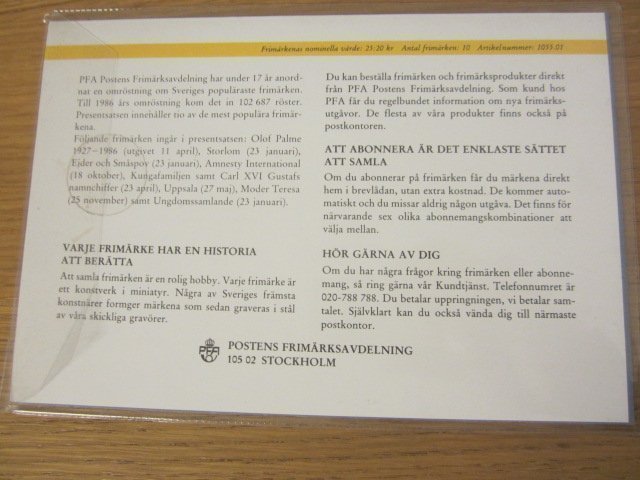 Frimärkenas nominella värde: 25:20 kr Antal frimärken: 10 Artikelnummer: 1055.01
PFA Postens Frimärksavdelning har under 17 år anord-
nat en omröstning om Sveriges populäraste frimärken.
Till 1986 års omröstning kom det in 102 687 röster.
Presentsatsen innehåller tio av de mest populära frimär-
kena.
Följande frimärken ingår i presentsatsen: Olof Palme
1927–1986 (utgivet 11 april), Storlom (23 januari),
Ejder och Småspov (23 januari), Amnesty International
(18 oktober), Kungafamiljen samt Carl XVI Gustafs
namnchiffer (23 april), Uppsala (27 maj), Moder Teresa
(25 november) samt Ungdomssamlande (23 januari).
VARJE FRIMÄRKE HAR EN HISTORIA
ATT BERÄTTA
Att samla frimärken är en rolig hobby. Varje frimärke är
ett konstverk i miniatyr. Några av Sveriges främsta
konstnärer formger märkena som sedan graveras i stål
av våra skickliga gravörer.
Du kan beställa frimärken och frimärksprodukter direkt
från PFA Postens Frimärksavdelning. Som kund hos
PFA får du regelbundet information om nya frimärks-
utgåvor. De flesta av våra produkter finns också på
postkontoren.
ATT ABONNERA ÄR DET ENKLASTE SÄTTET
ATT SAMLA
Om du abonnerar på frimärken får du märkena direkt
hem i brevlådan, utan extra kostnad. De kommer auto-
matiskt och du missar aldrig någon utgåva. Det finns för
närvarande sex olika abonnemangskombinationer att
välja mellan.
HÖR GÄRNA AV DIG
Om du har några frågor kring frimärken eller abonne-
mang, så ring gärna vår Kundtjänst. Telefonnumret är
020-788 788. Du betalar uppringningen, vi betalar sam-
talet. Självklart kan du också vända dig till närmaste
postkontor.
PFA
POSTENS FRIMÄRKSAVDELNING
105 02 STOCKHOLM